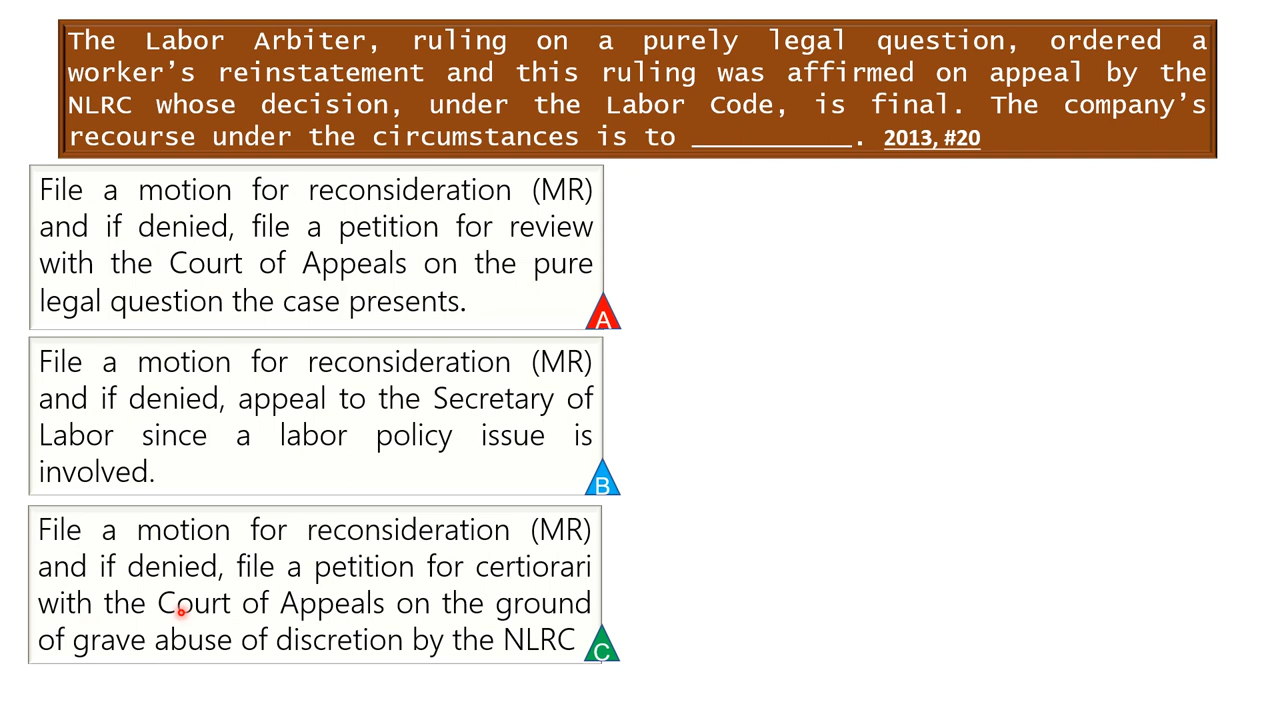 The Labor Arbiter, ruling on a purely legal question, ordered a
worker's reinstatement and this ruling was affirmed on appeal by the
NLRC whose decision, under the Labor Code, is final. The company's
recourse under the circumstances is to __________. 2013, #20
File a motion for reconsideration (MR)
and if denied, file a petition for review
with the Court of Appeals on the pure
legal question the case presents.
A
File a motion for reconsideration (MR)
and if denied, appeal to the Secretary of
Labor since a labor policy issue is
involved.
B
File a motion for reconsideration (MR)
and if denied, file a petition for certiorari
with the Court of Appeals on the ground
of grave abuse of discretion by the NLRC
C